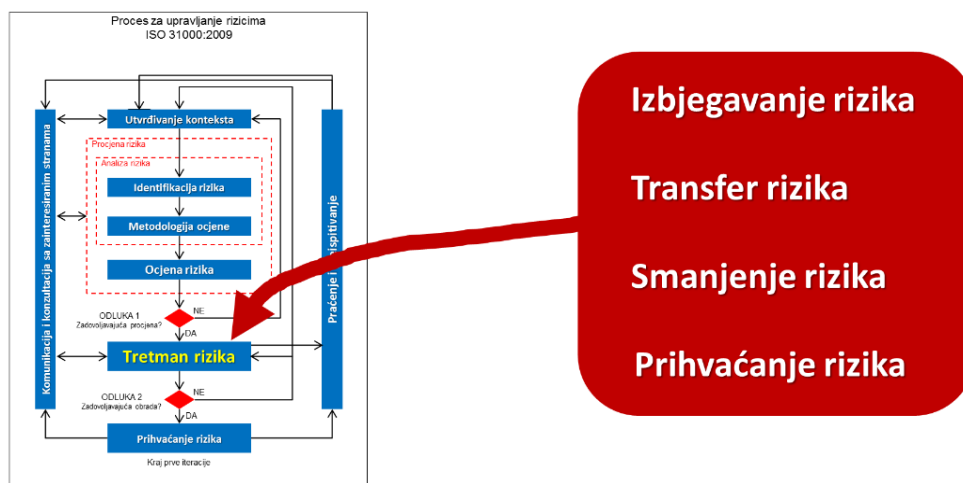 Proces za upravljanje rizicima
ISO 31000:2009
Utvrđivanje konteksta
Procjena rizika
Analiza rizika
Identifikacija rizika
Metodologija ocjene
Ocjena rizika
ODLUKA 1
Zadovoljavajuća procjena?
NE
DA
Tretman rizika
ODLUKA 2
Zadovoljavajuća obrada?
NE
DA
Prihvaćanje rizika
Kraj prve iteracije
Komunikacija i konzultacija sa zainteresiranim stranama
Praćenje i
Izbjegavanje rizika
Transfer rizika
Smanjenje rizika
Prihvaćanje rizika